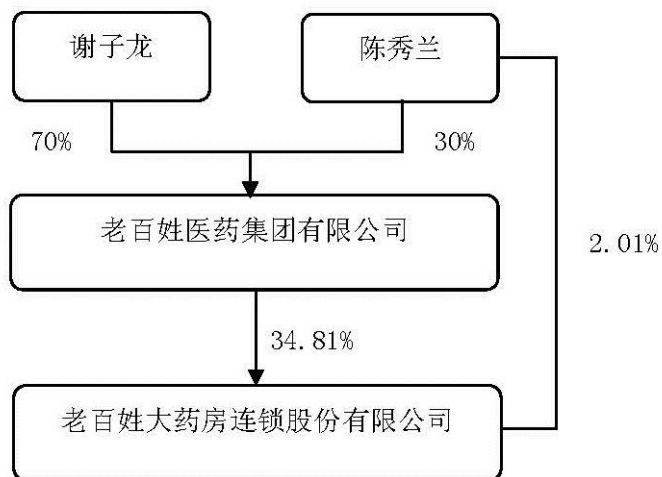 谢子龙
陈秀兰
70%
30%
老百姓医药集团有限公司
2.01%
34.81%
老百姓大药房连锁股份有限公司